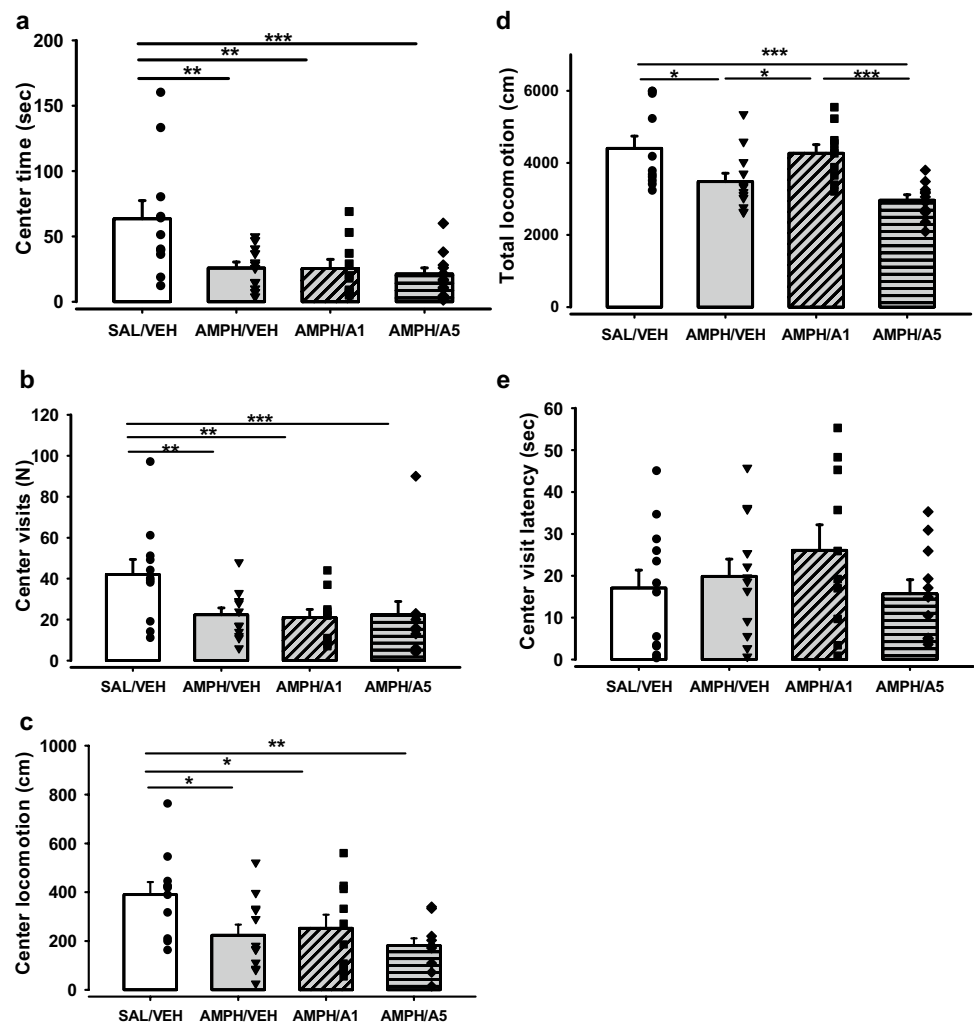 a
Center time (sec)
200
150
100
50
0
***
**
**
SAL/VEH AMPH/VEH AMPH/A1 AMPH/A5
b
Center visits (N)
120
100
80
60
40
20
0
***
**
**
SAL/VEH AMPH/VEH AMPH/A1 AMPH/A5
c
Center locomotion (cm)
1000
800
600
400
200
0
**
*
*
SAL/VEH AMPH/VEH AMPH/A1 AMPH/A5
d
Total locomotion (cm)
6000
4000
2000
0
***
* * ***
SAL/VEH AMPH/VEH AMPH/A1 AMPH/A5
e
Center visit latency (sec)
60
50
40
30
20
10
0
SAL/VEH AMPH/VEH AMPH/A1 AMPH/A5